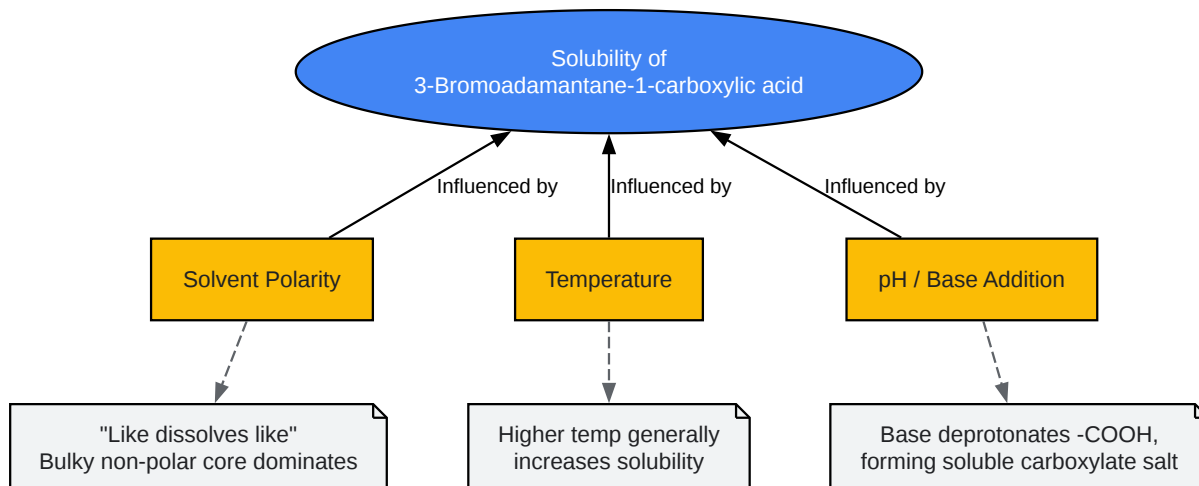 Solubility of
3-Bromoadamantane-1-carboxylic acid
Influenced by
Influenced by
Influenced by
Solvent Polarity
Temperature
pH / Base Addition
"Like dissolves like"
Bulky non-polar core dominates
Higher temp generally
increases solubility
Base deprotonates -COOH,
forming soluble carboxylate salt